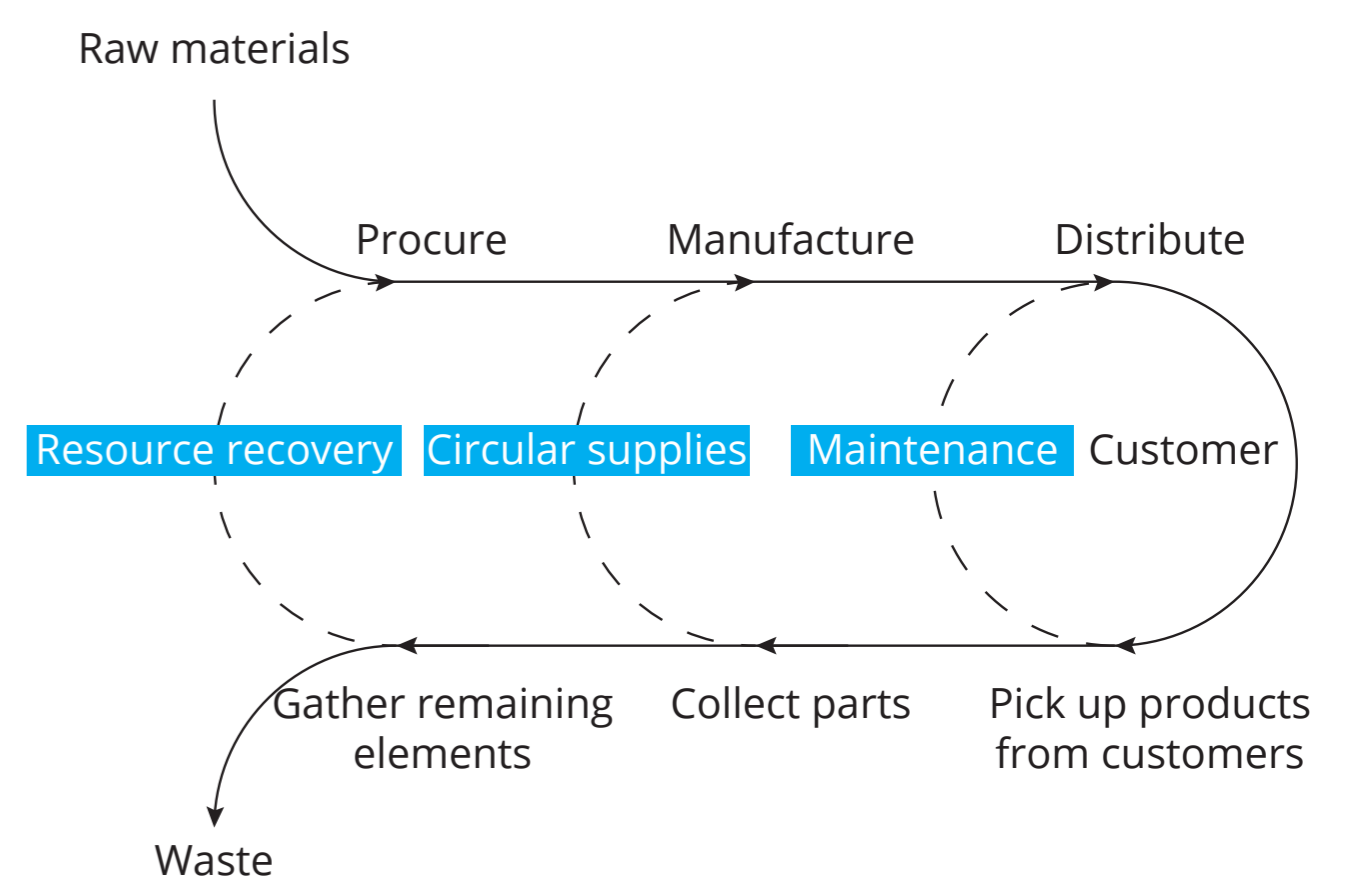 Raw materials
Procure
Manufacture
Distribute
Resource recovery
Circular supplies
Maintenance
Customer
Gather remaining
elements
Collect parts
Pick up products
from customers
Waste